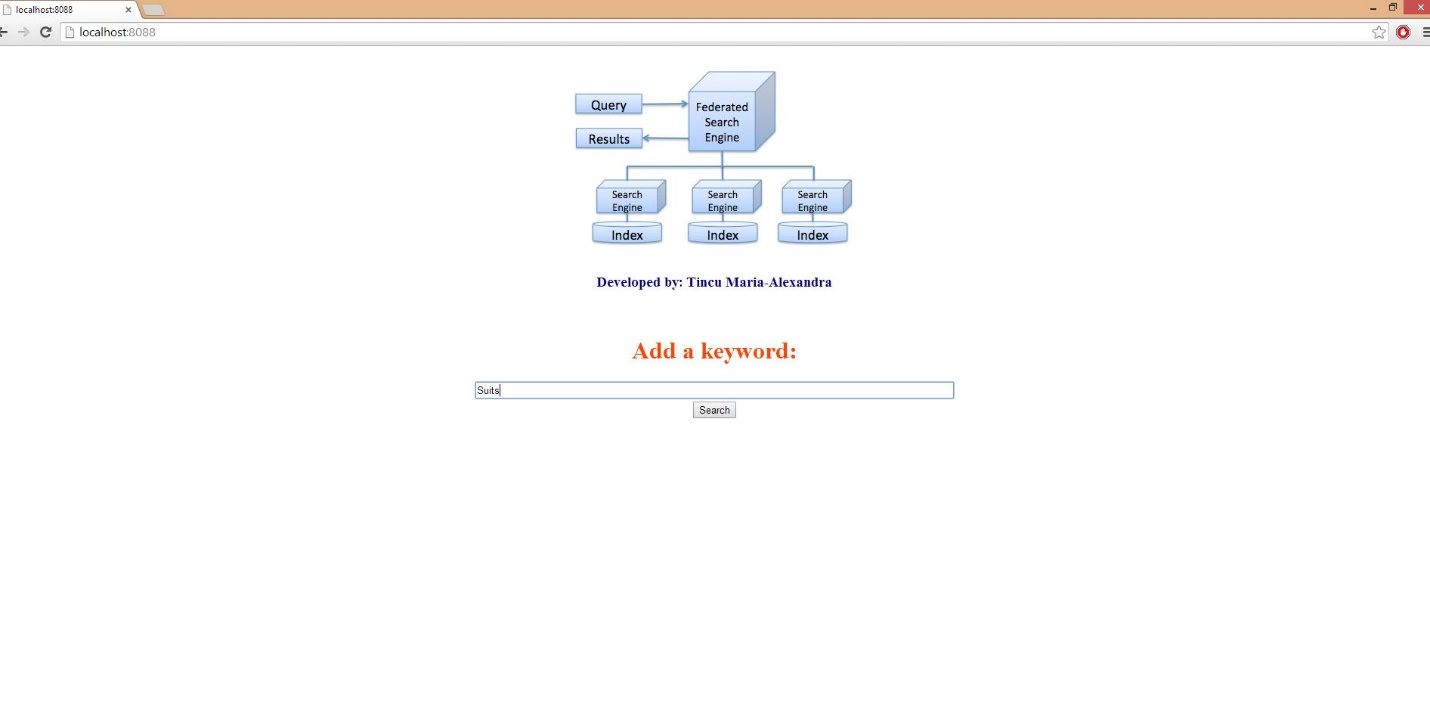 localhost:8088
localhost:8088
Query
Federated
Search
Engine
Results
Search
Engine
Search
Engine
Search
Engine
Index
Index
Index
Developed by: Tincu Maria-Alexandra
Add a keyword:
Suits
Search